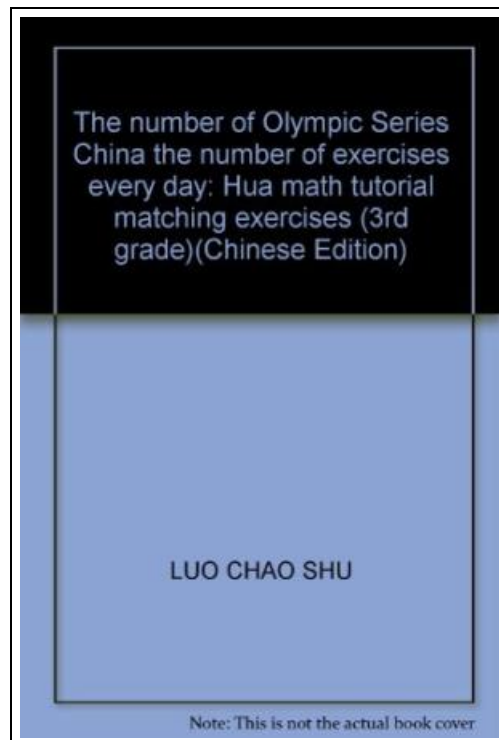 The number of Olympic Series
China the number of exercises
every day: Hua math tutorial
matching exercises (3rd
grade)(Chinese Edition)
LUO CHAO SHU
Note: This is not the actual book cover